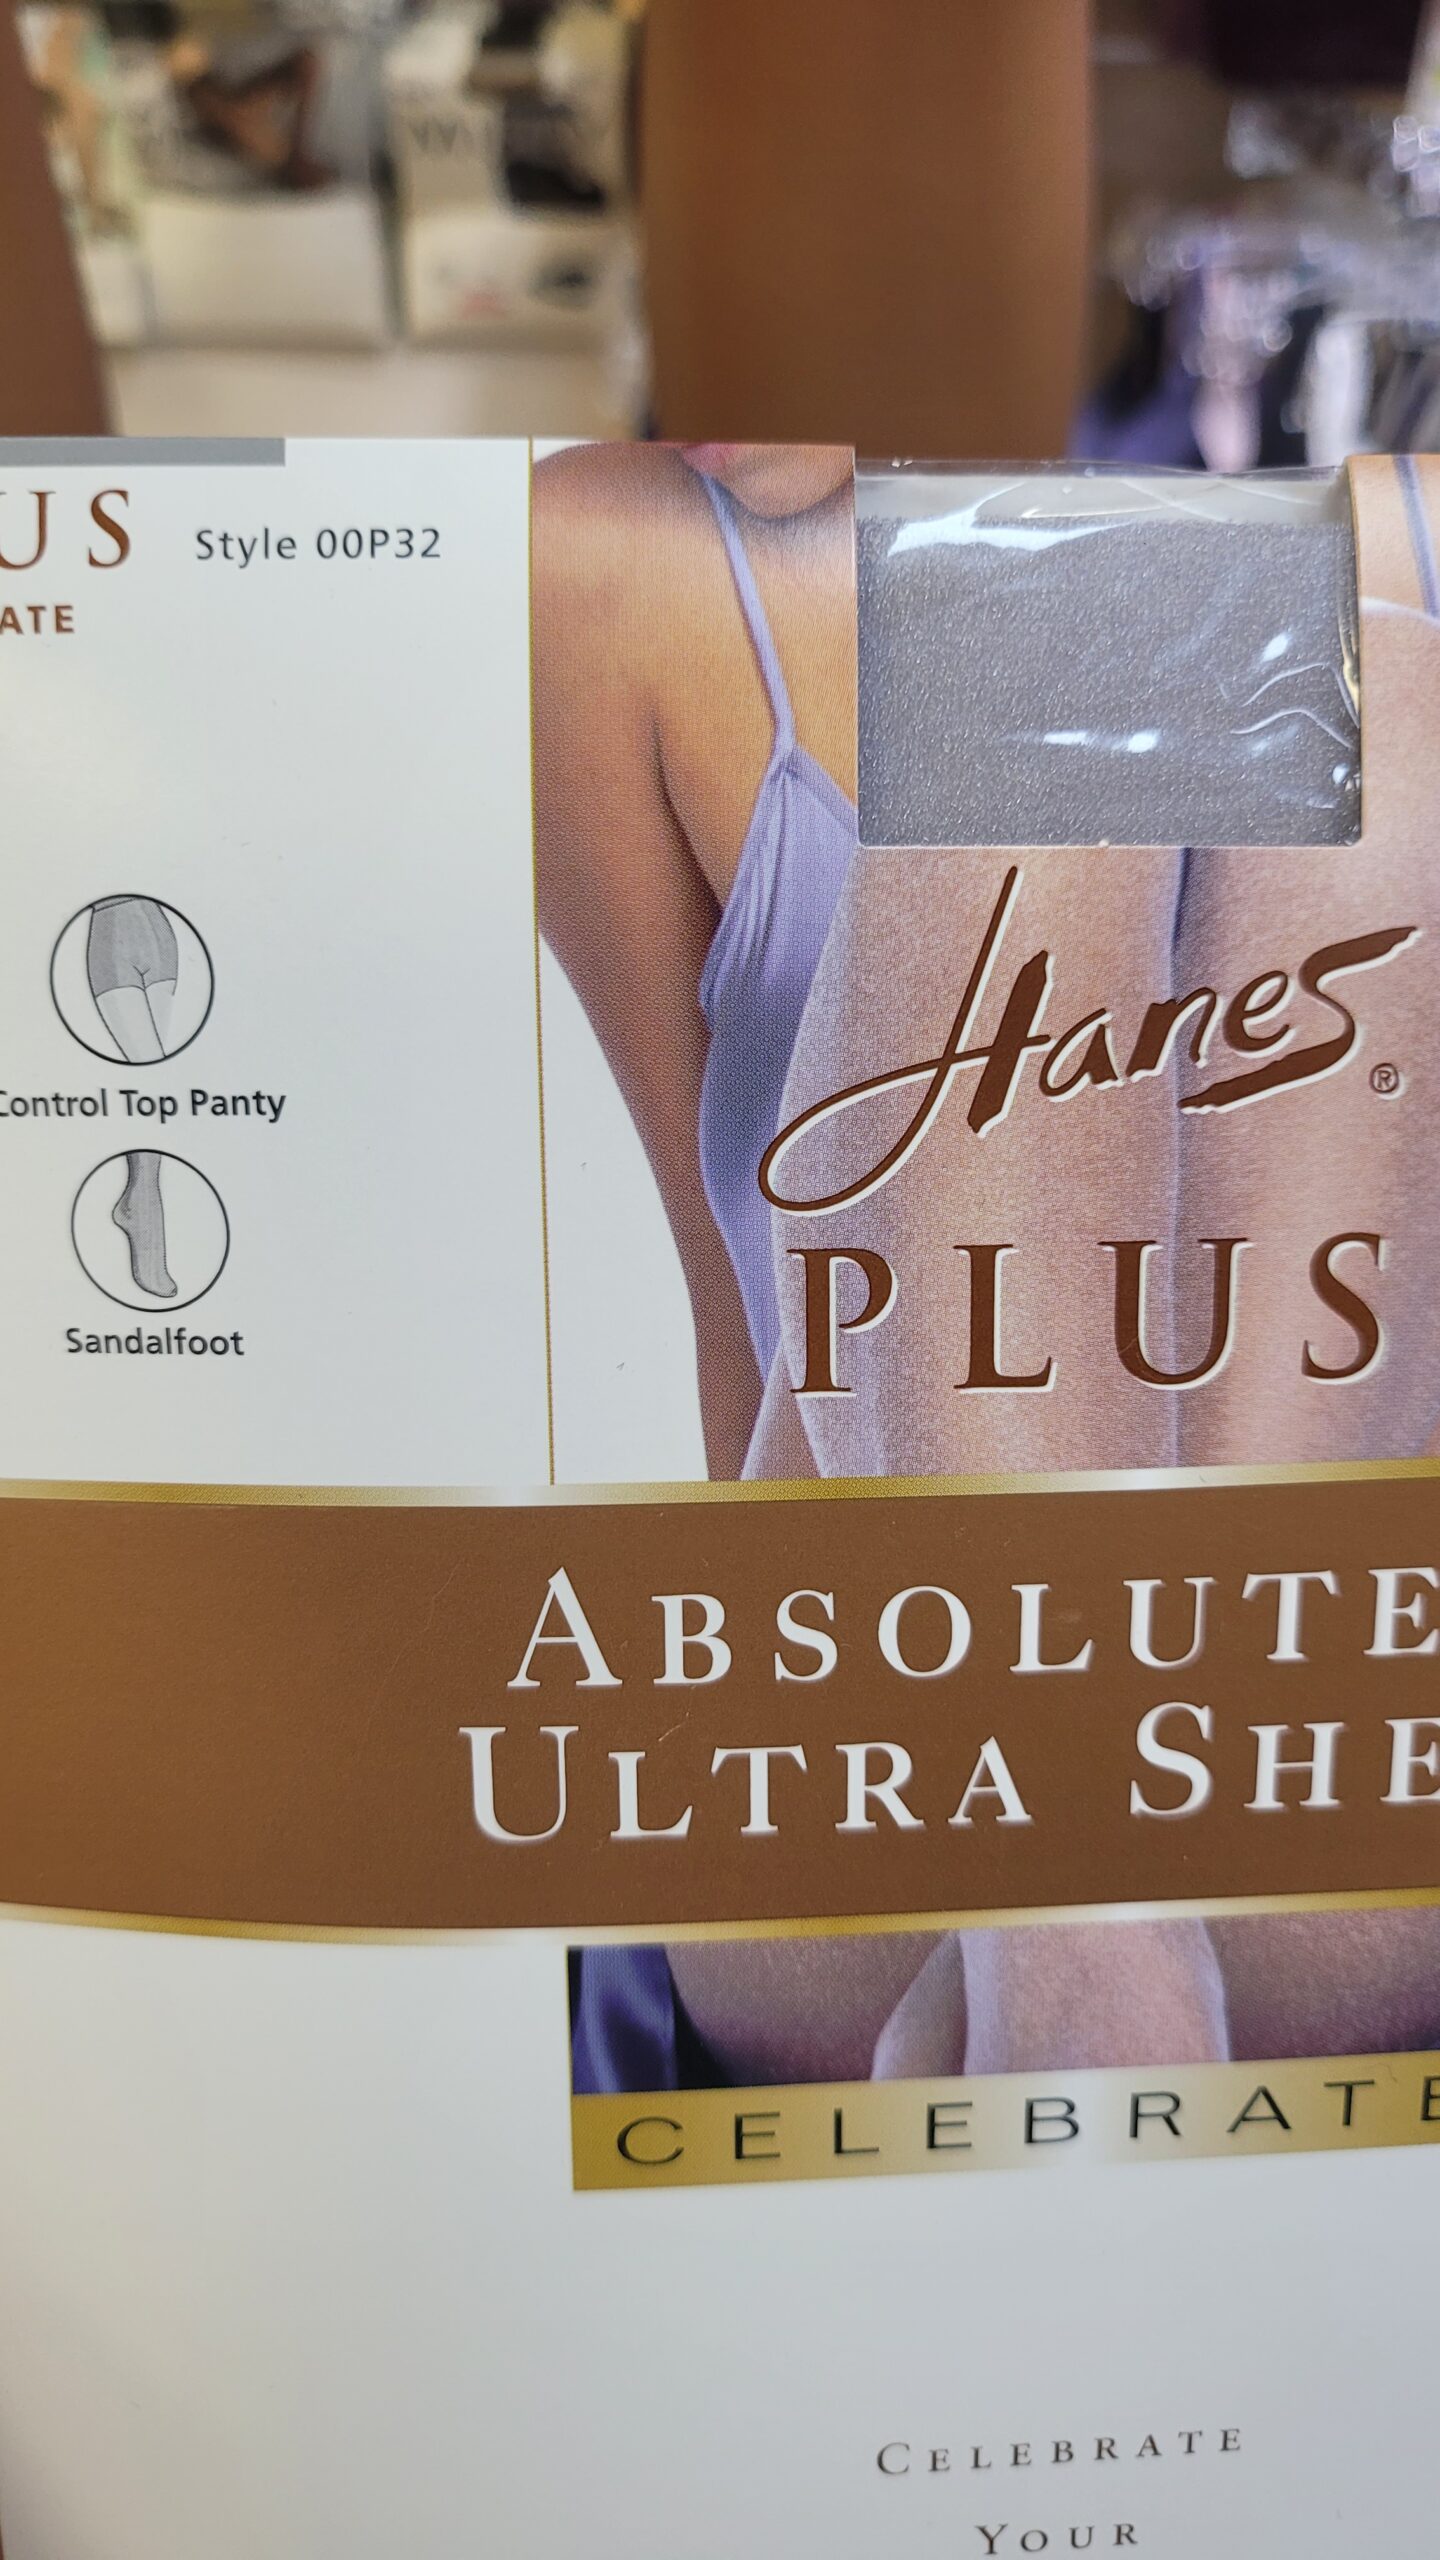 US Style 00P32
ATE
Control Top Panty
Sandalfoot
Hanes®
PLUS
ABSOLUTE
ULTRA SHE
CELEBRATE
CELEBRATE
YOUR